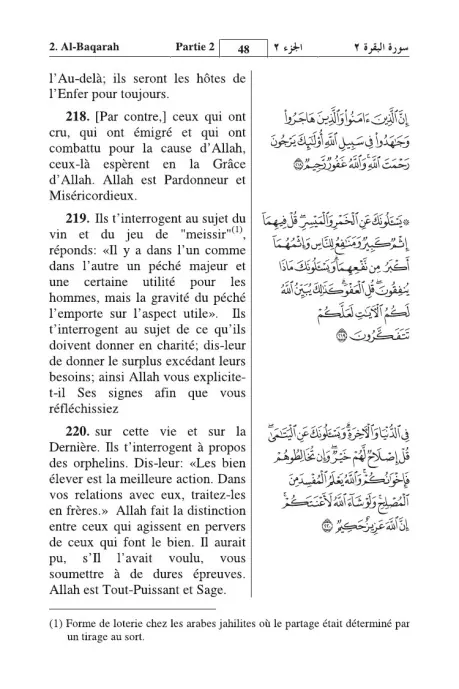 2. Al-Baqarah Partie 2 48 الجزء ٢ سورة البقرة ٢
l'Au-delà; ils seront les hôtes de
l'Enfer pour toujours.
218. [Par contre,] ceux qui ont
cru, qui ont émigré et qui ont
combattu pour la cause d'Allah,
ceux-là espèrent en la Grâce
d'Allah. Allah est Pardonneur et
Miséricordieux.
إِنَّ ٱلَّذِينَ ءَامَنُوا۟ وَٱلَّذِينَ هَاجَرُوا۟
وَجَٰهَدُوا۟ فِى سَبِيلِ ٱللَّهِ أُو۟لَٰٓئِكَ يَرْجُونَ
رَحْمَتَ ٱللَّهِ ۚ وَٱللَّهُ غَفُورٌ رَّحِيمٌ ٢١٨
219. Ils t'interrogent au sujet du
vin et du jeu de "meissir"(1),
réponds: «Il y a dans l'un comme
dans l'autre un péché majeur et
une certaine utilité pour les
hommes, mais la gravité du péché
l'emporte sur l'aspect utile». Ils
t'interrogent au sujet de ce qu'ils
doivent donner en charité; dis-leur
de donner le surplus excédant leurs
besoins; ainsi Allah vous explicite-
t-il Ses signes afin que vous
réfléchissiez
۞ يَسْـَٔلُونَكَ عَنِ ٱلْخَمْرِ وَٱلْمَيْسِرِ ۖ قُلْ فِيهِمَآ
إِثْمٌ كَبِيرٌ وَمَنَٰفِعُ لِلنَّاسِ وَإِثْمُهُمَآ
أَكْبَرُ مِن نَّفْعِهِمَا ۗ وَيَسْـَٔلُونَكَ مَاذَا
يُنفِقُونَ قُلِ ٱلْعَفْوَ ۗ كَذَٰلِكَ يُبَيِّنُ ٱللَّهُ
لَكُمُ ٱلْءَايَٰتِ لَعَلَّكُمْ
تَتَفَكَّرُونَ ٢١٩
220. sur cette vie et sur la
Dernière. Ils t'interrogent à propos
des orphelins. Dis-leur: «Les bien
élever est la meilleure action. Dans
vos relations avec eux, traitez-les
en frères.» Allah fait la distinction
entre ceux qui agissent en pervers
de ceux qui font le bien. Il aurait
pu, s'Il l'avait voulu, vous
soumettre à de dures épreuves.
Allah est Tout-Puissant et Sage.
فِى ٱلدُّنْيَا وَٱلْءَاخِرَةِ ۗ وَيَسْـَٔلُونَكَ عَنِ ٱلْيَتَٰمَىٰ ۖ
قُلْ إِصْلَاحٌ لَّهُمْ خَيْرٌ ۖ وَإِن تُخَالِطُوهُمْ
فَإِخْوَٰنُكُمْ ۚ وَٱللَّهُ يَعْلَمُ ٱلْمُفْسِدَ مِنَ
ٱلْمُصْلِحِ ۚ وَلَوْ شَآءَ ٱللَّهُ لَأَعْنَتَكُمْ ۚ
إِنَّ ٱللَّهَ عَزِيزٌ حَكِيمٌ ٢٢٠
(1) Forme de loterie chez les arabes jahilites où le partage était déterminé par
un tirage au sort.